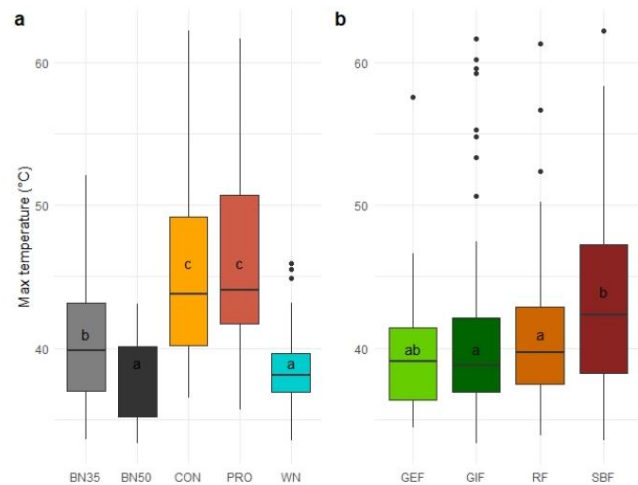 a
b
60
50
40
Max temperature (°C)
b
a
c
c
a
BN35 BN50 CON PRO WN
60
50
40
ab
a
a
b
GEF GIF RF SBF